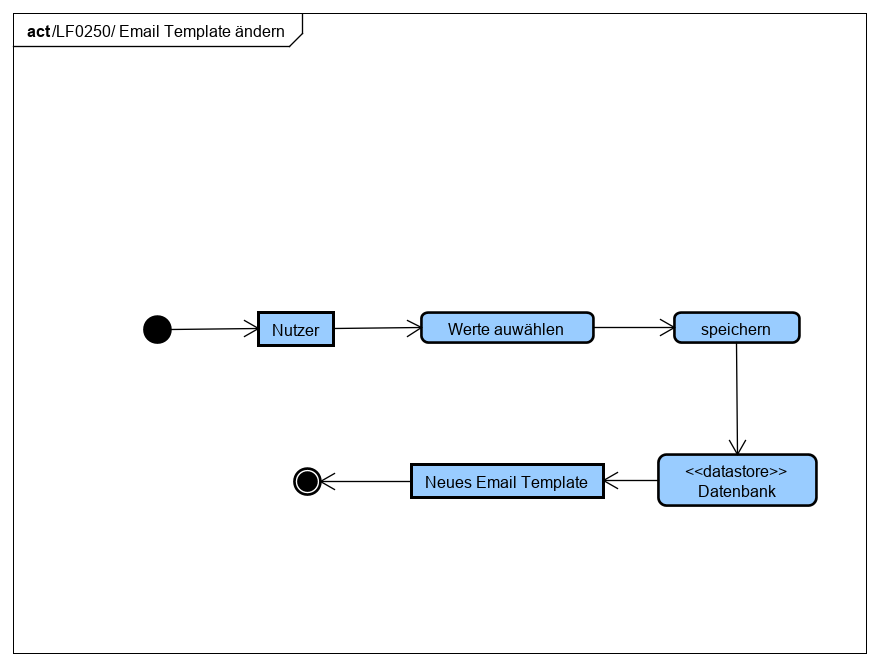 act /LF0250/ Email Template ändern
Nutzer
Werte auwählen
speichern
<<datastore>>
Datenbank
Neues Email Template